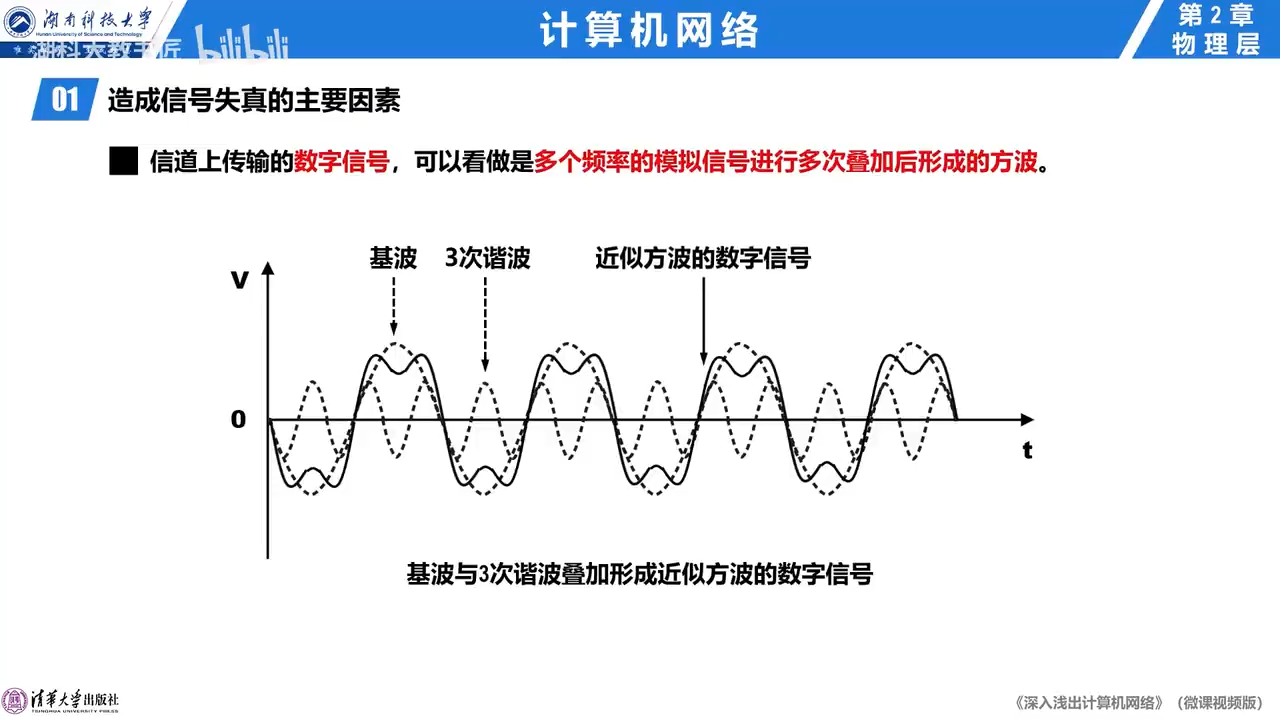 湖南科技大学
Hunan University of Science and Technology
湖科大教书匠 bilibili
计算机网络
第2章
物理层
01 造成信号失真的主要因素
信道上传输的数字信号，可以看做是多个频率的模拟信号进行多次叠加后形成的方波。
基波 3次谐波 近似方波的数字信号
V
0
t
基波与3次谐波叠加形成近似方波的数字信号
清华大学出版社
TSINGHUA UNIVERSITY PRESS
《深入浅出计算机网络》（微课视频版）